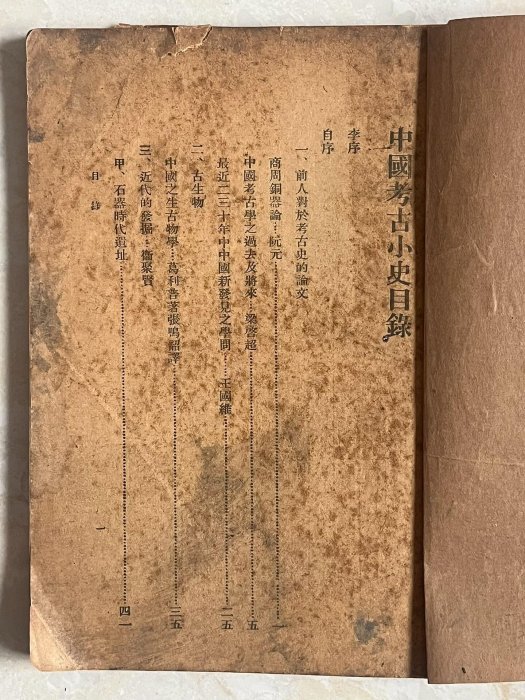 中國考古小史目錄
李序
自序
一、前人對於考古史的論文
商周銅器論…阮元……一
中國考古學之過去及將來…梁啓超……五
最近二三十年中中國新發見之學問……王國維……二五
二、古生物
中國之生古物學…葛利普著張鳴韶譯……三五
三、近代的發掘…衞聚賢
甲、石器時代遺址……四一
目錄
一